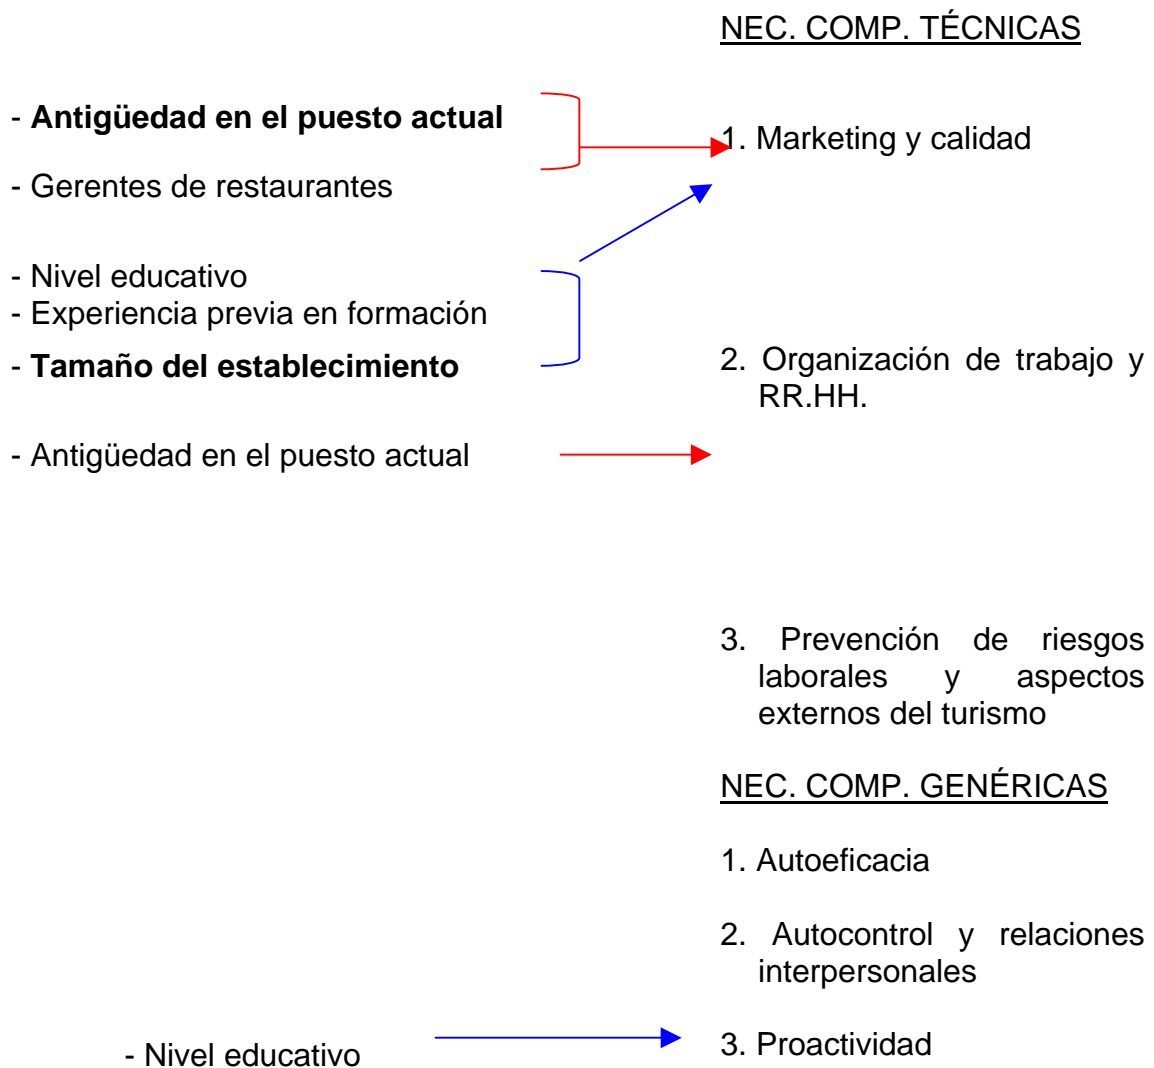 NEC. COMP. TÉCNICAS
- Antigüedad en el puesto actual
1. Marketing y calidad
- Gerentes de restaurantes
- Nivel educativo
- Experiencia previa en formación
- Tamaño del establecimiento
2. Organización de trabajo y
RR.HH.
- Antigüedad en el puesto actual
3. Prevención de riesgos
laborales y aspectos
externos del turismo
NEC. COMP. GENÉRICAS
1. Autoeficacia
2. Autocontrol y relaciones
interpersonales
- Nivel educativo
3. Proactividad